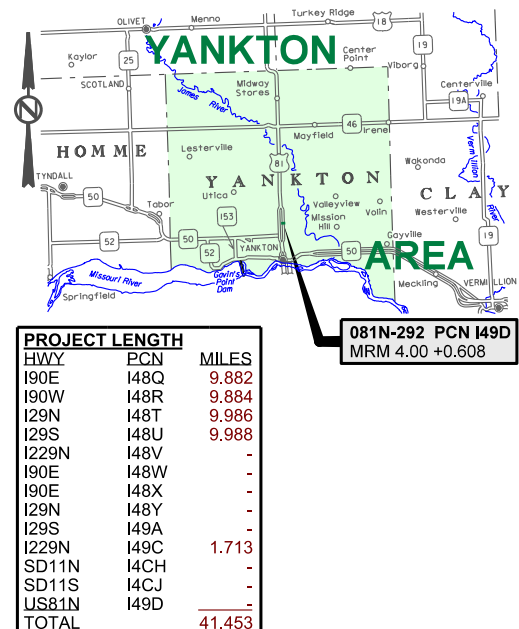 Turkey Ridge
OLIVET
Menno
18
YANKTON
19
Kaylor
25
Center
Point
Viborg
SCOTLAND
Centerville
Midway
Stores
James
River
19A
46
Mayfield
Irene
Vermillion
River
HOMME
Lesterville
81
Wakonda
TYNDALL
YANKTON
CLAY
Utica
50
Tabor
153
Valleyview
Volin
Westerville
Mission
Hill
52
50
52
YANKTON
Gayville
19
50
AREA
Missouri River
Gavin's
Point
Dam
Meckling
VERMILLION
Springfield
081N-292 PCN I49D
MRM 4.00 +0.608
PROJECT LENGTH
HWY PCN MILES
I90E I48Q 9.882
I90W I48R 9.884
I29N I48T 9.986
I29S I48U 9.988
I229N I48V -
I90E I48W -
I90E I48X -
I29N I48Y -
I29S I49A -
I229N I49C 1.713
SD11N I4CH -
SD11S I4CJ -
US81N I49D -
TOTAL 41.453
N